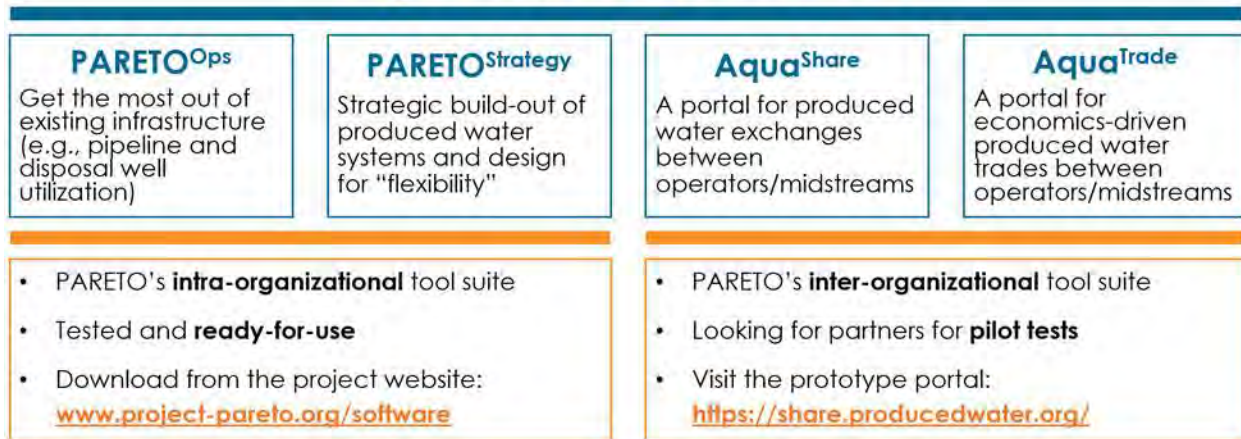 PARETOOps
Get the most out of
existing infrastructure
(e.g., pipeline and
disposal well
utilization)
PARETOStrategy
Strategic build-out of
produced water
systems and design
for “flexibility”
AquaShare
A portal for produced
water exchanges
between
operators/midstreams
AquaTrade
A portal for
economics-driven
produced water
trades between
operators/midstreams
• PARETO’s intra-organizational tool suite
• Tested and ready-for-use
• Download from the project website:
www.project-pareto.org/software
• PARETO’s inter-organizational tool suite
• Looking for partners for pilot tests
• Visit the prototype portal:
https://share.producedwater.org/